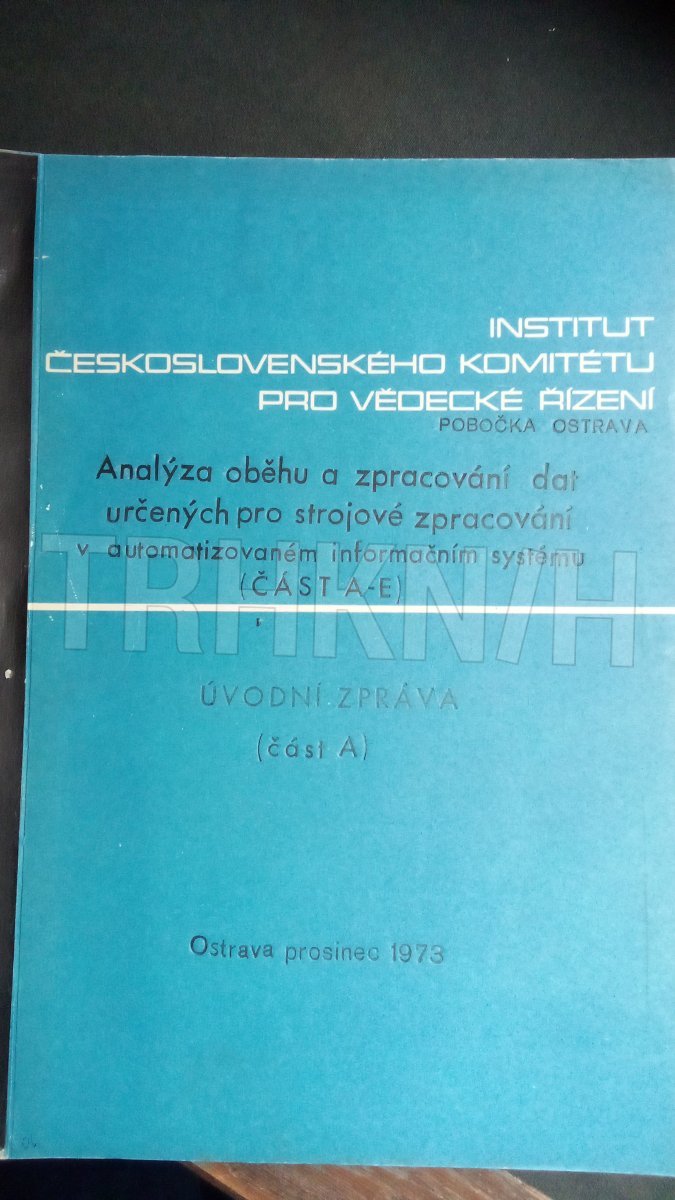 INSTITUT
ČESKOSLOVENSKÉHO KOMITÉTU
PRO VĚDECKÉ ŘÍZENÍ
POBOČKA OSTRAVA
Analýza oběhu a zpracování dat
určených pro strojové zpracování
v automatizovaném informačním systému
(ČÁST A-E)
TRHKNIH
ÚVODNÍ ZPRÁVA
(část A)
Ostrava prosinec 1973